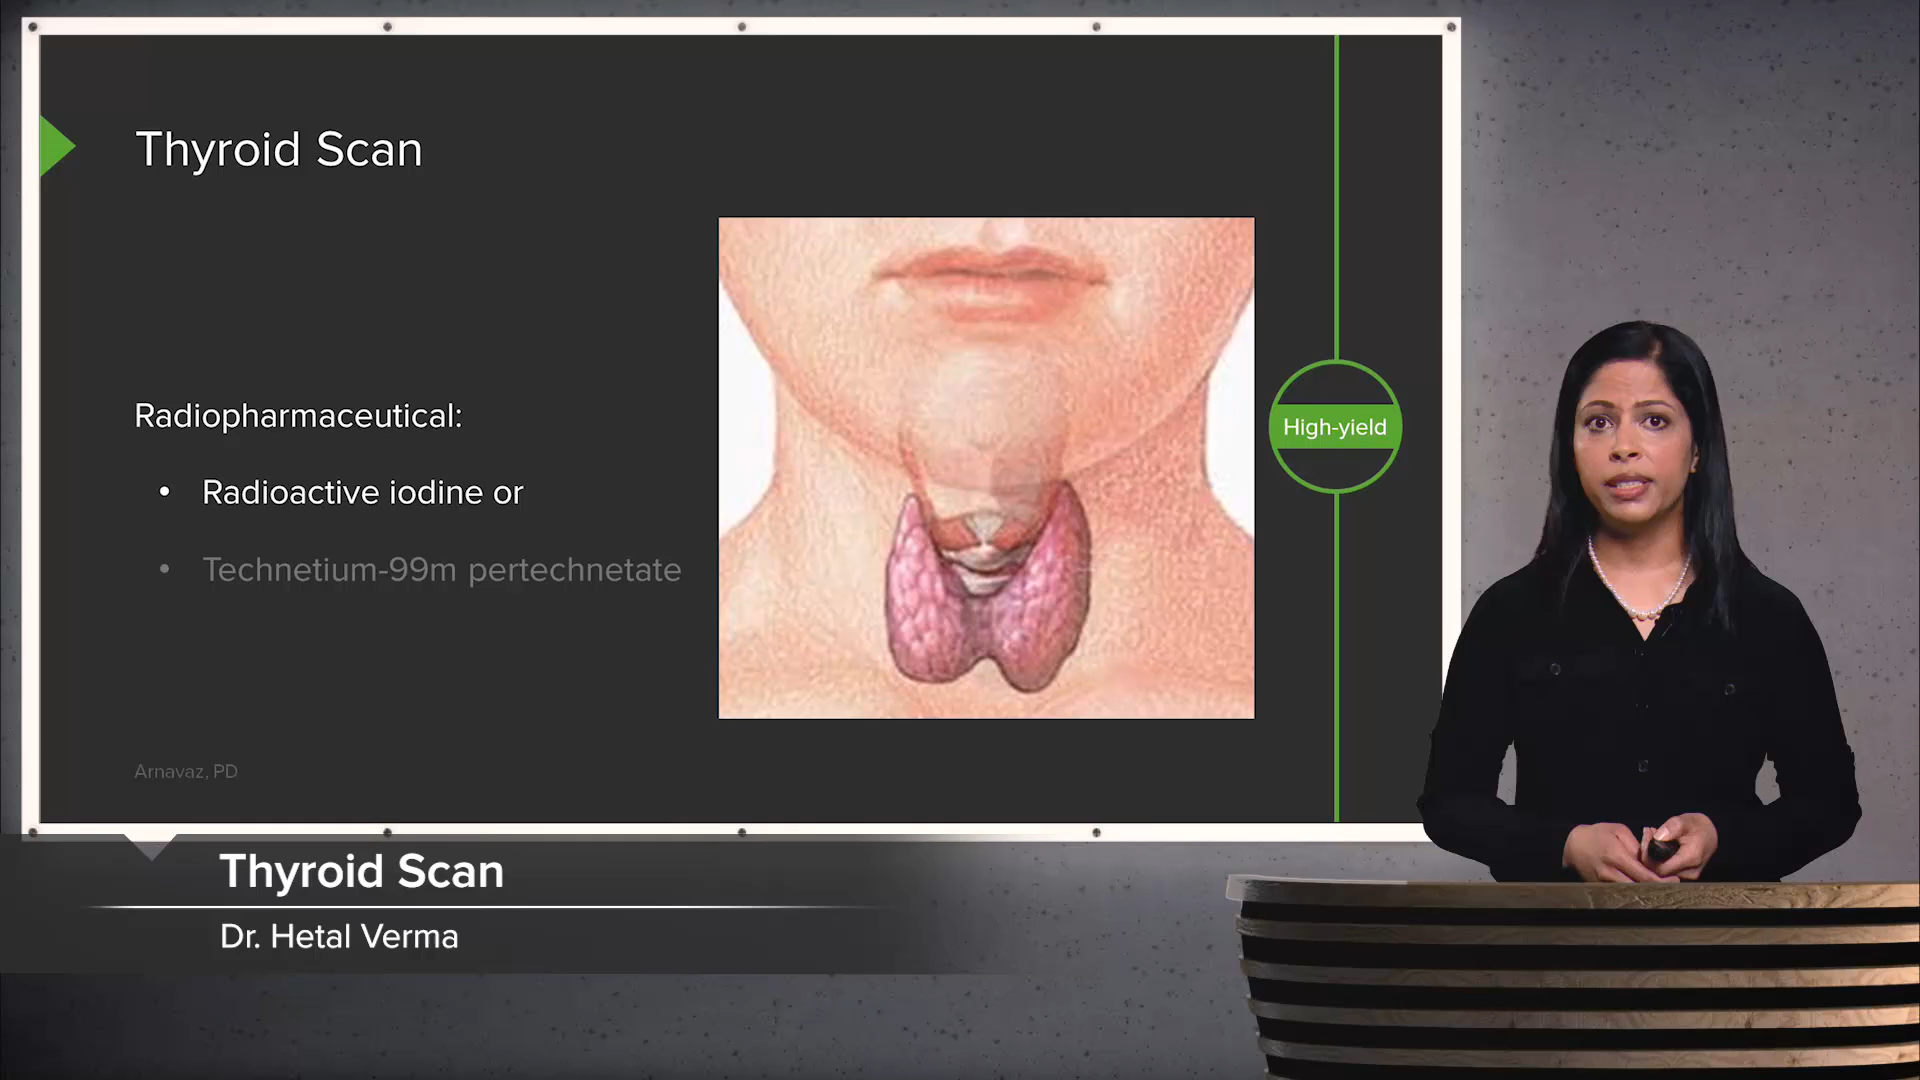 Thyroid Scan
Radiopharmaceutical:
• Radioactive iodine or
• Technetium-99m pertechnetate
High-yield
Arnavaz, PD
Thyroid Scan
Dr. Hetal Verma